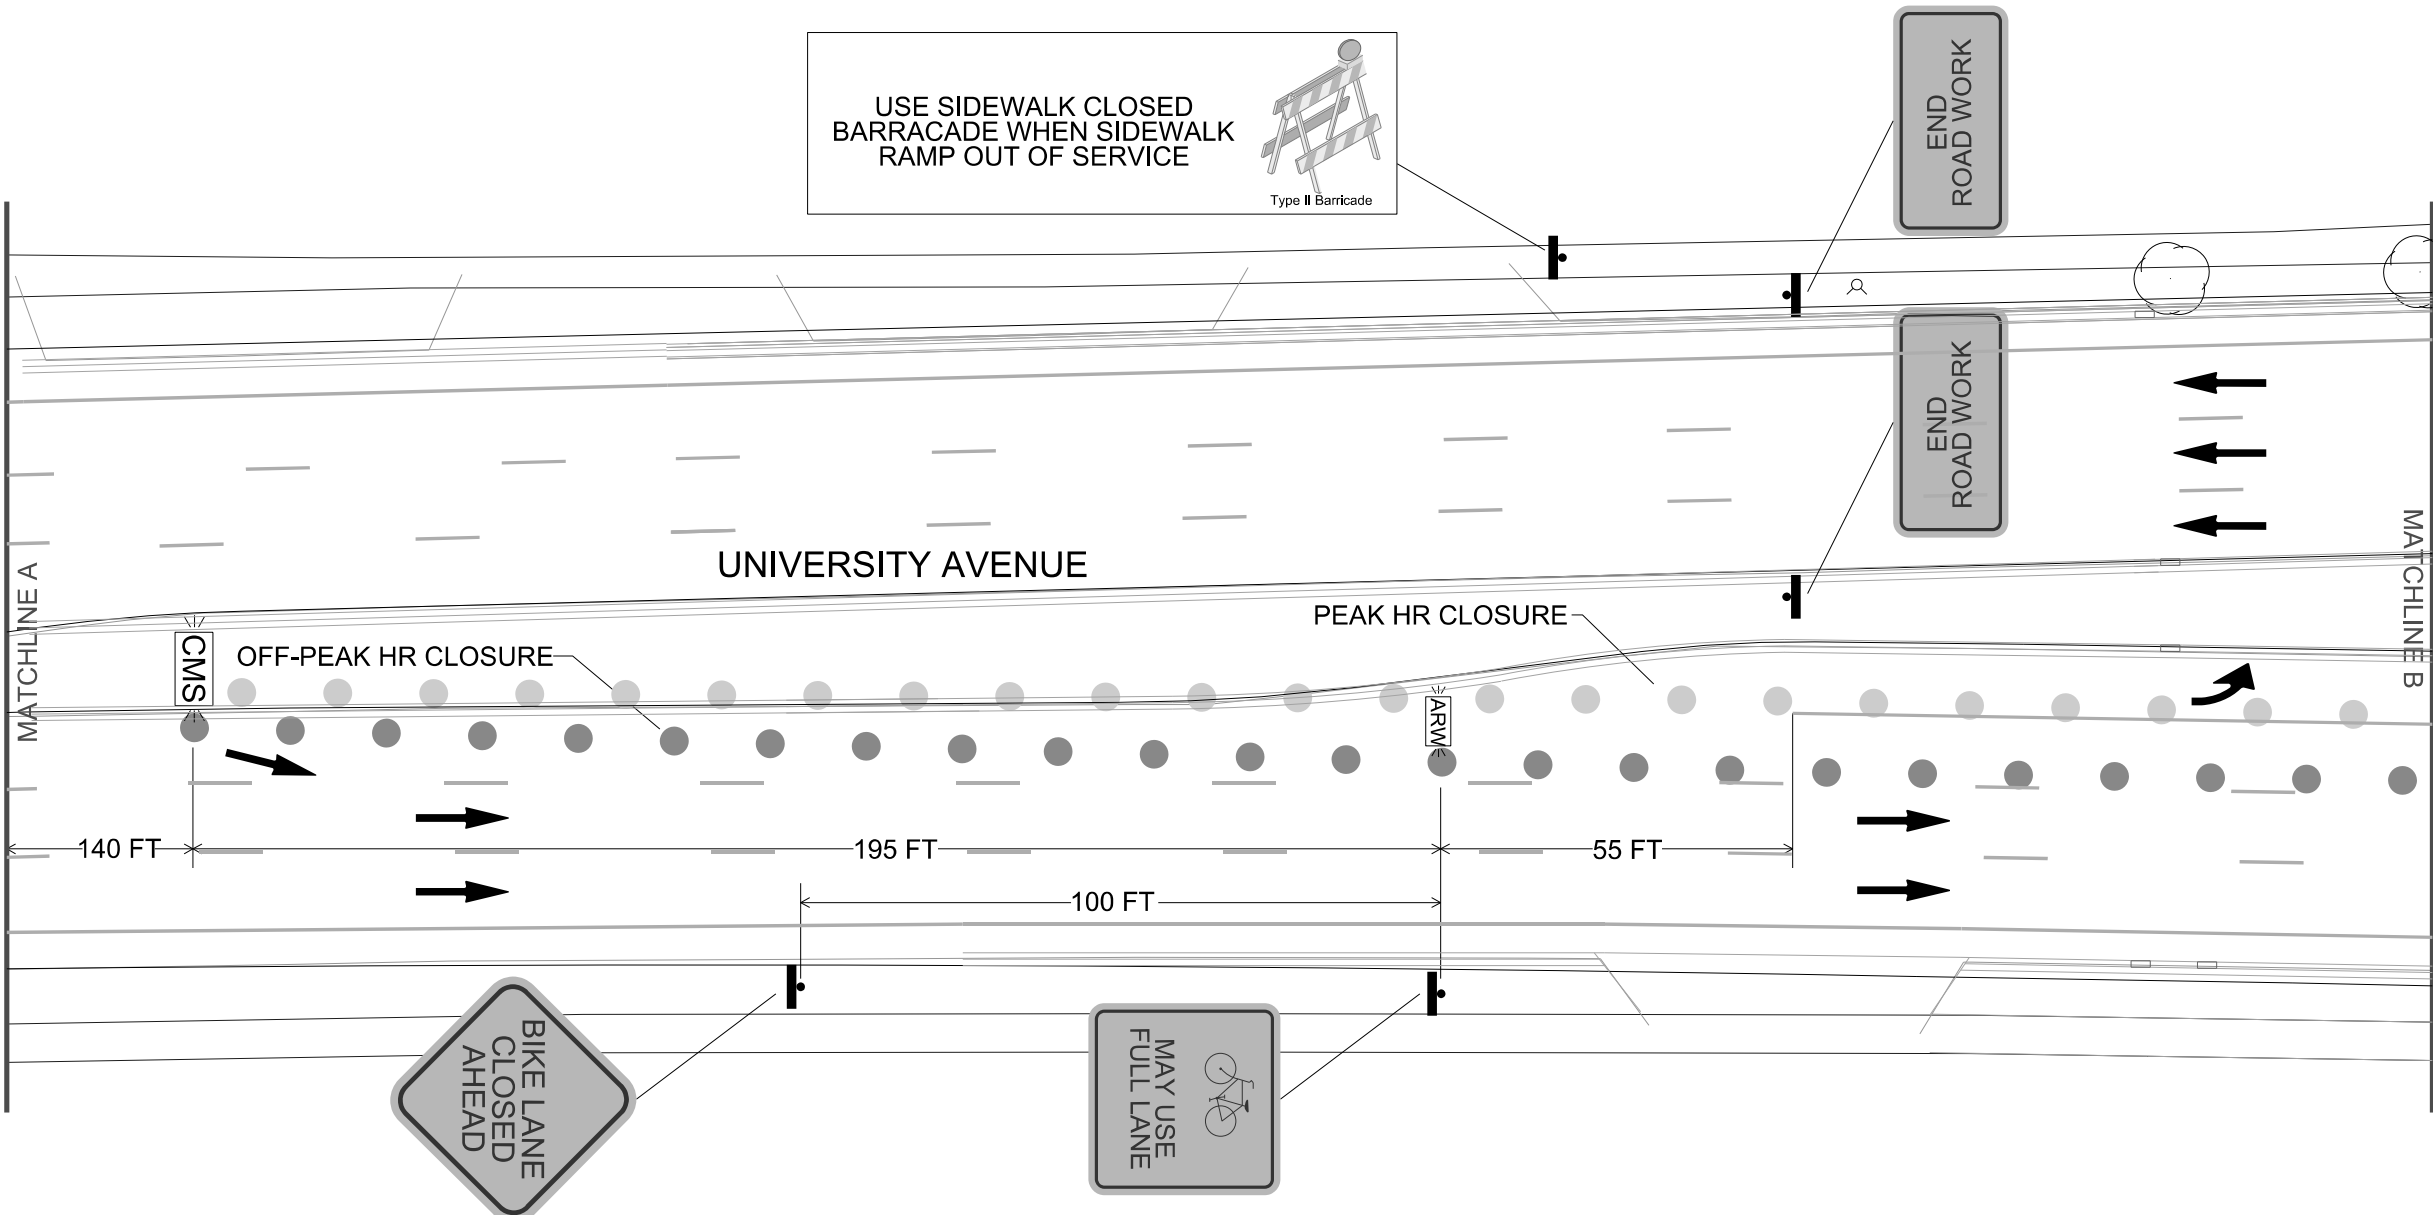 USE SIDEWALK CLOSED
BARRACADE WHEN SIDEWALK
RAMP OUT OF SERVICE
Type II Barricade
END
ROAD WORK
END
ROAD WORK
MATCHLINE A
MATCHLINE B
UNIVERSITY AVENUE
PEAK HR CLOSURE
CMS
OFF-PEAK HR CLOSURE
ARW
140 FT
195 FT
55 FT
100 FT
BIKE LANE
CLOSED
AHEAD
MAY USE
FULL LANE